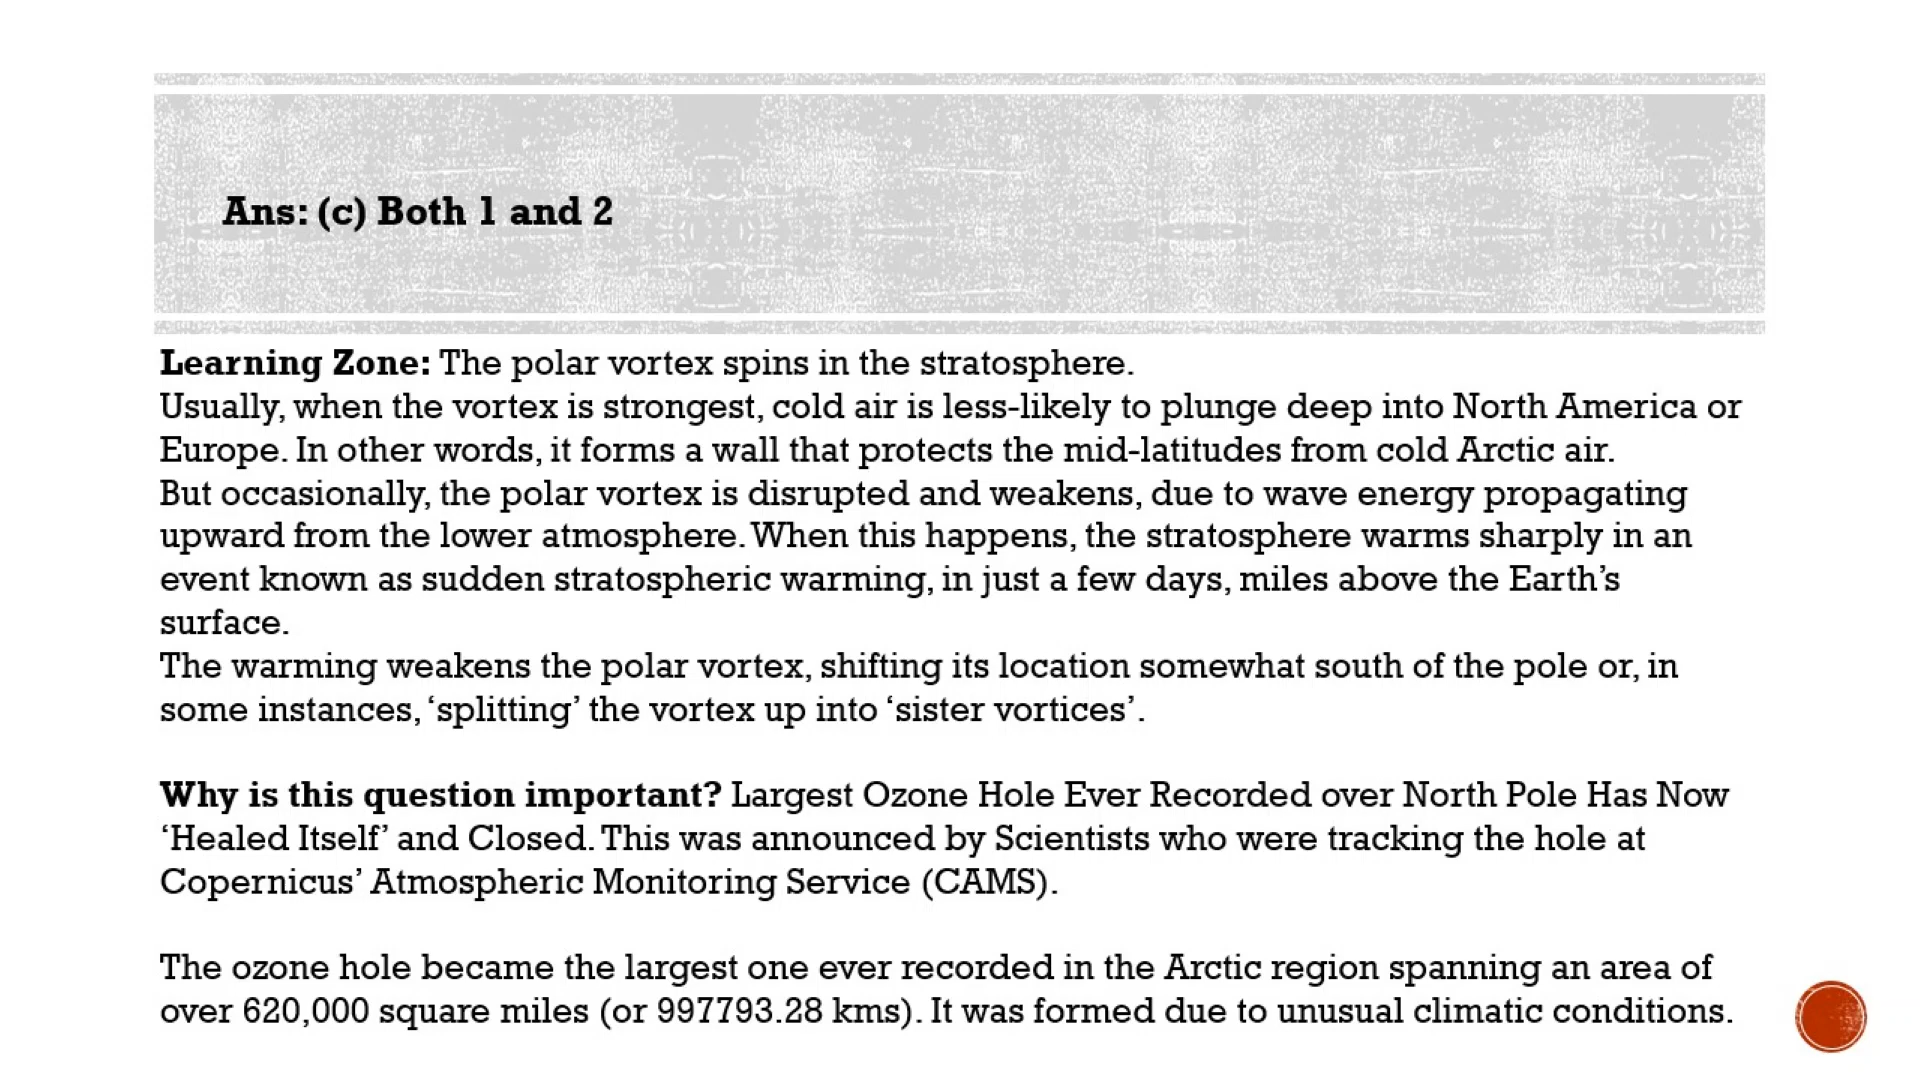 Ans: (c) Both 1 and 2
Learning Zone: The polar vortex spins in the stratosphere.
Usually, when the vortex is strongest, cold air is less-likely to plunge deep into North America or
Europe. In other words, it forms a wall that protects the mid-latitudes from cold Arctic air.
But occasionally, the polar vortex is disrupted and weakens, due to wave energy propagating
upward from the lower atmosphere. When this happens, the stratosphere warms sharply in an
event known as sudden stratospheric warming, in just a few days, miles above the Earth’s
surface.
The warming weakens the polar vortex, shifting its location somewhat south of the pole or, in
some instances, ‘splitting’ the vortex up into ‘sister vortices’.
Why is this question important? Largest Ozone Hole Ever Recorded over North Pole Has Now
‘Healed Itself’ and Closed. This was announced by Scientists who were tracking the hole at
Copernicus’ Atmospheric Monitoring Service (CAMS).
The ozone hole became the largest one ever recorded in the Arctic region spanning an area of
over 620,000 square miles (or 997793.28 kms). It was formed due to unusual climatic conditions.